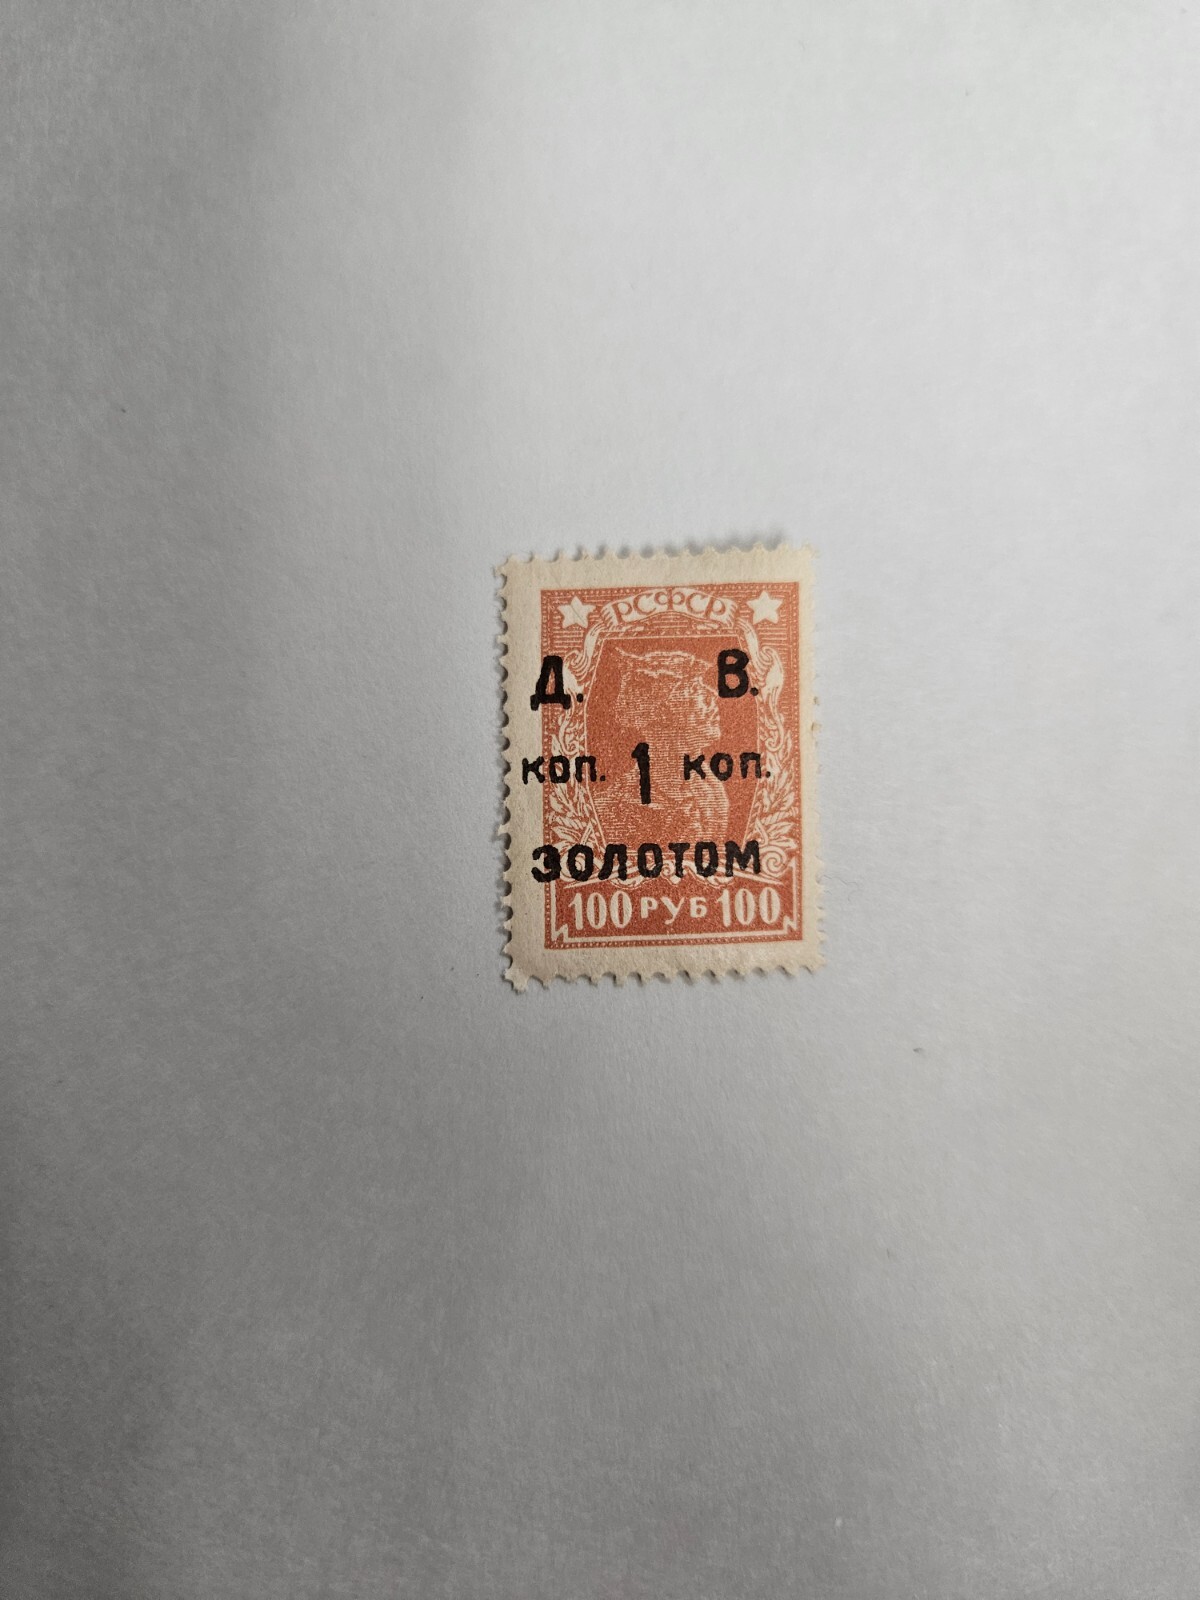 РСФСР
Д. В.
коп. 1 коп.
золотом
100 РУБ 100